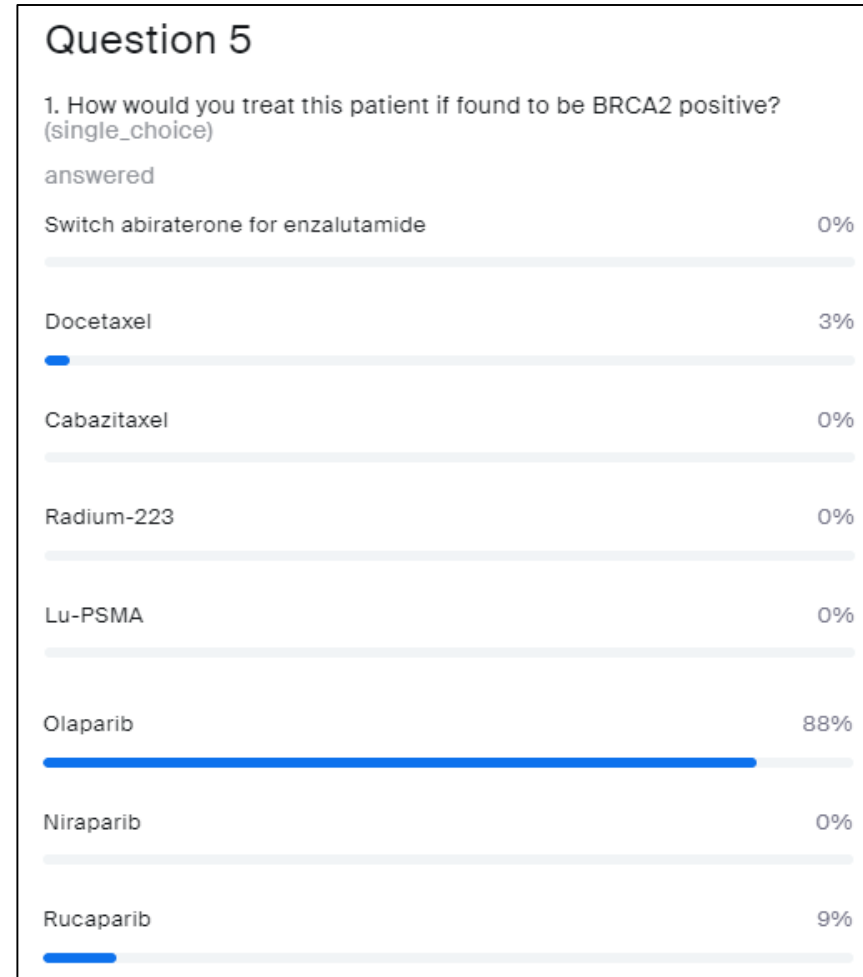 Question 5
1. How would you treat this patient if found to be BRCA2 positive?
(single_choice)
answered
Switch abiraterone for enzalutamide 0%
Docetaxel 3%
Cabazitaxel 0%
Radium-223 0%
Lu-PSMA 0%
Olaparib 88%
Niraparib 0%
Rucaparib 9%